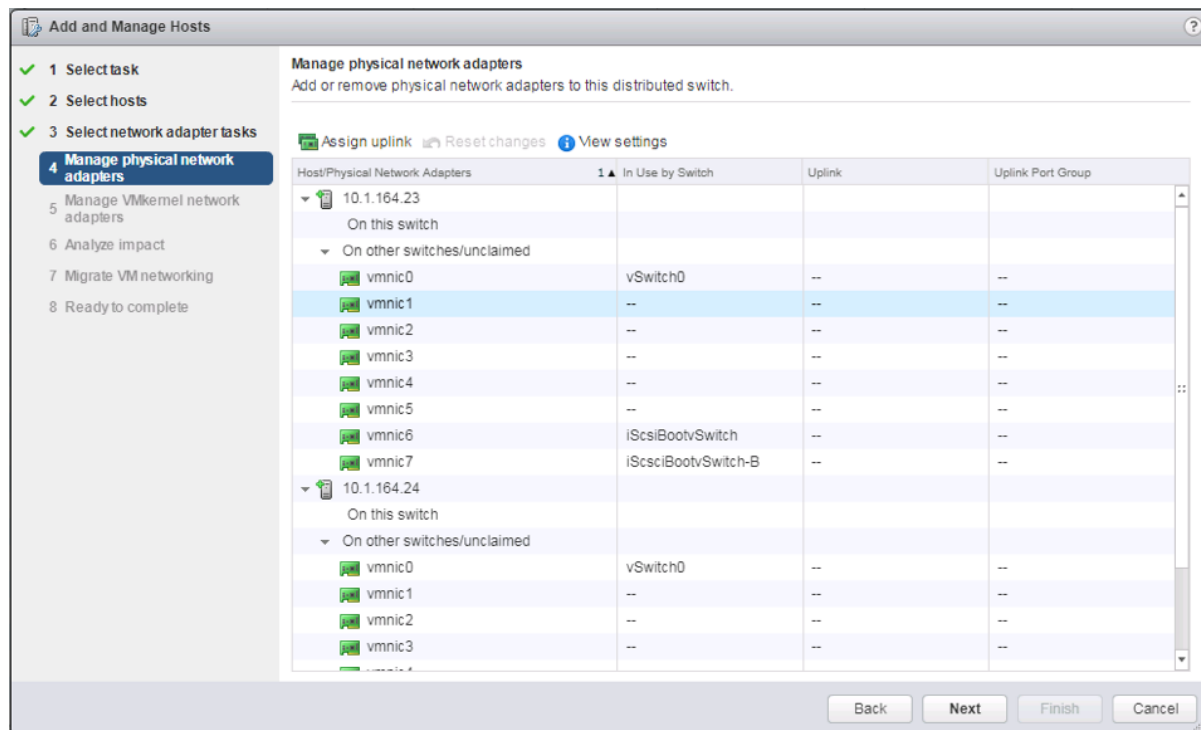 Add and Manage Hosts
?
1 Select task
2 Select hosts
3 Select network adapter tasks
4 Manage physical network
adapters
5 Manage VMkernel network
adapters
6 Analyze impact
7 Migrate VM networking
8 Ready to complete
Manage physical network adapters
Add or remove physical network adapters to this distributed switch.
Assign uplink Reset changes View settings
Host/Physical Network Adapters 1 ▲ In Use by Switch Uplink Uplink Port Group
10.1.164.23
On this switch
On other switches/unclaimed
vmnic0 vSwitch0 -- --
vmnic1 -- -- --
vmnic2 -- -- --
vmnic3 -- -- --
vmnic4 -- -- --
vmnic5 -- -- --
vmnic6 iScsiBootvSwitch -- --
vmnic7 iScsciBootvSwitch-B -- --
10.1.164.24
On this switch
On other switches/unclaimed
vmnic0 vSwitch0 -- --
vmnic1 -- -- --
vmnic2 -- -- --
vmnic3 -- -- --
Back Next Finish Cancel